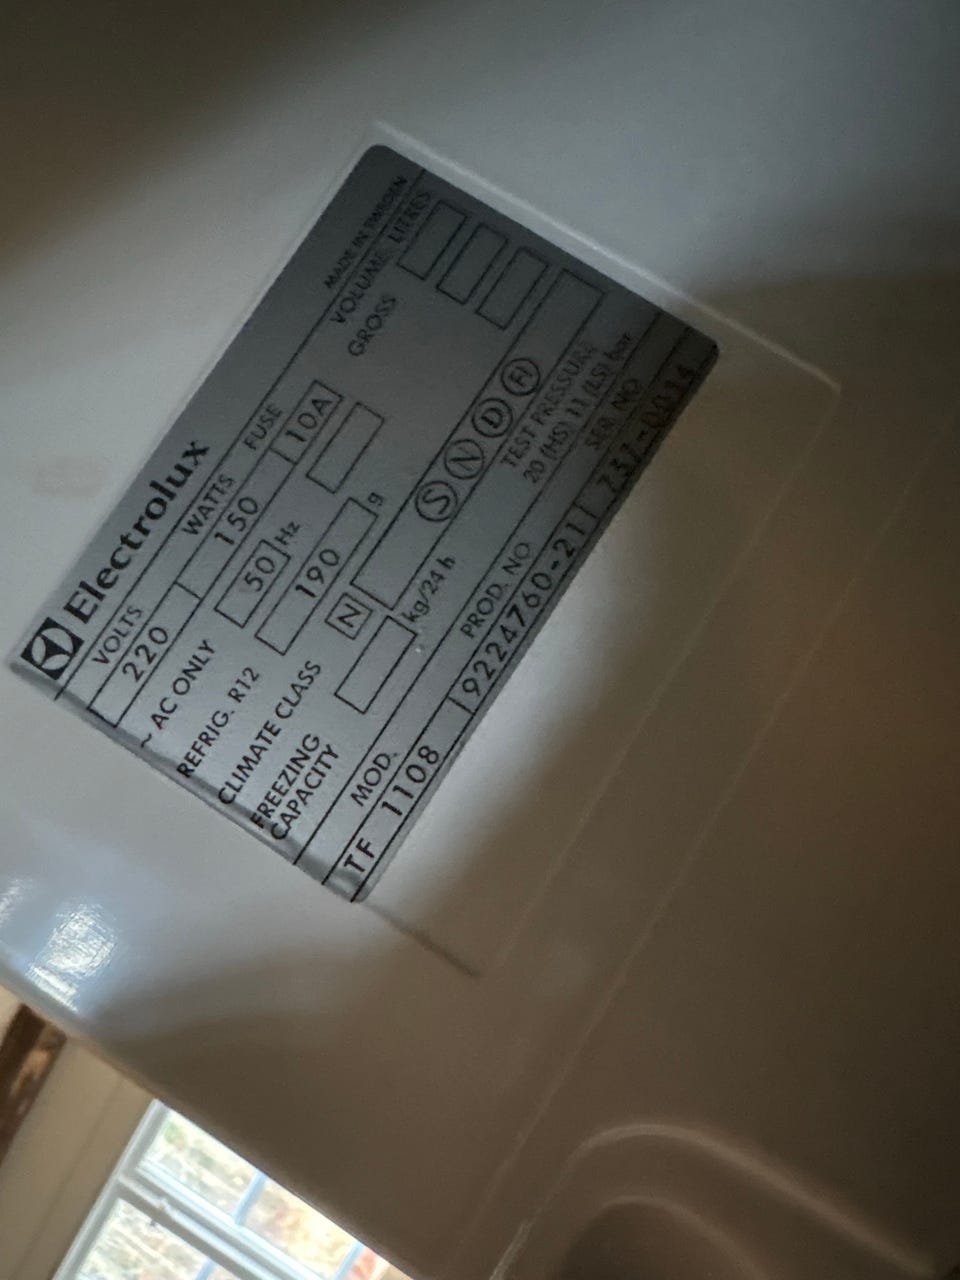 MADE IN SWEDEN
Electrolux
VOLTS WATTS FUSE VOLUME LITRES
220 150 10A GROSS
~ AC ONLY 50 Hz
REFRIG. R12 190 g
CLIMATE CLASS N
FREEZING
CAPACITY kg/24 h
S N D FI
TEST PRESSURE
20 (HS) 11 (LS) bar
MOD. PROD. NO SER. NO
TF 1108 9224760-21 731-0014